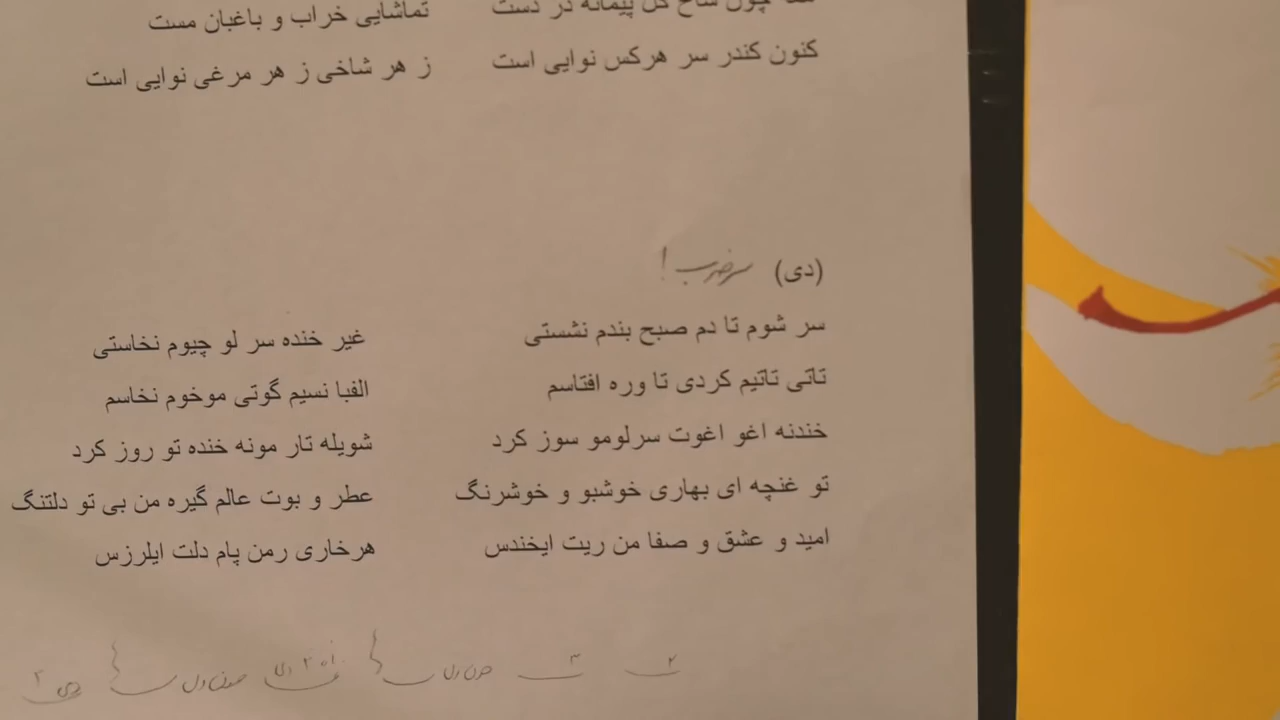 تماشایی خراب و باغبان مست
کنون کندر سر هرکس نوایی است ز هر شاخی ز هر مرغی نوایی است
(دی) سرضرب!
سر شوم تا دم صبح بندم نشستی غیر خنده سر لو چیوم نخاستی
تاتی تاتیم کردی تا وره افتاسم الفبا نسیم گوتی موخوم نخاسم
خندنه اغو اغوت سرلومو سوز کرد شویله تار مونه خنده تو روز کرد
تو غنچه ای بهاری خوشبو و خوشرنگ عطر و بوت عالم گیره من بی تو دلتنگ
امید و عشق و صفا من ریت ایخندس هرخاری رمن پام دلت ایلرزس
۲ ۳